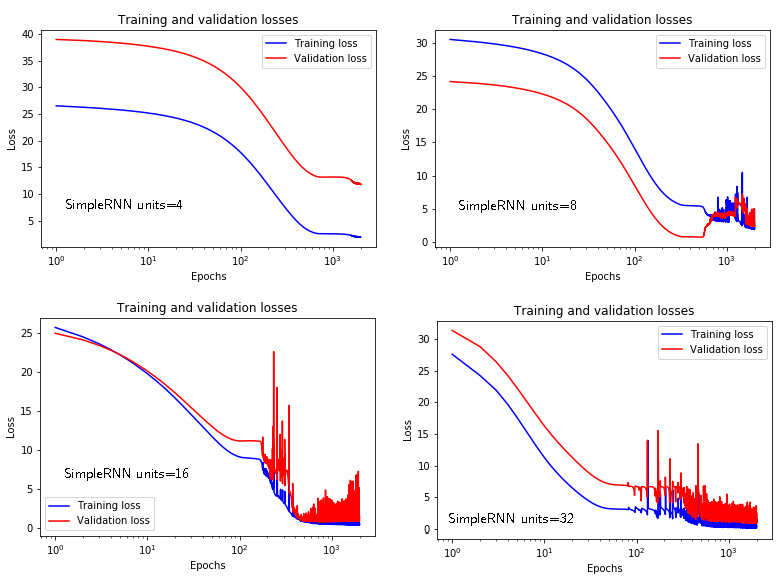 Training and validation losses
40
35
30
25
20
15
10
5
Loss
Training loss
Validation loss
SimpleRNN units=4
10^0 10^1 10^2 10^3
Epochs
Training and validation losses
30
25
20
15
10
5
0
Loss
Training loss
Validation loss
SimpleRNN units=8
10^0 10^1 10^2 10^3
Epochs
Training and validation losses
25
20
15
10
5
0
Loss
SimpleRNN units=16
Training loss
Validation loss
10^0 10^1 10^2 10^3
Epochs
Training and validation losses
30
25
20
15
10
5
0
Loss
Training loss
Validation loss
SimpleRNN units=32
10^0 10^1 10^2 10^3
Epochs